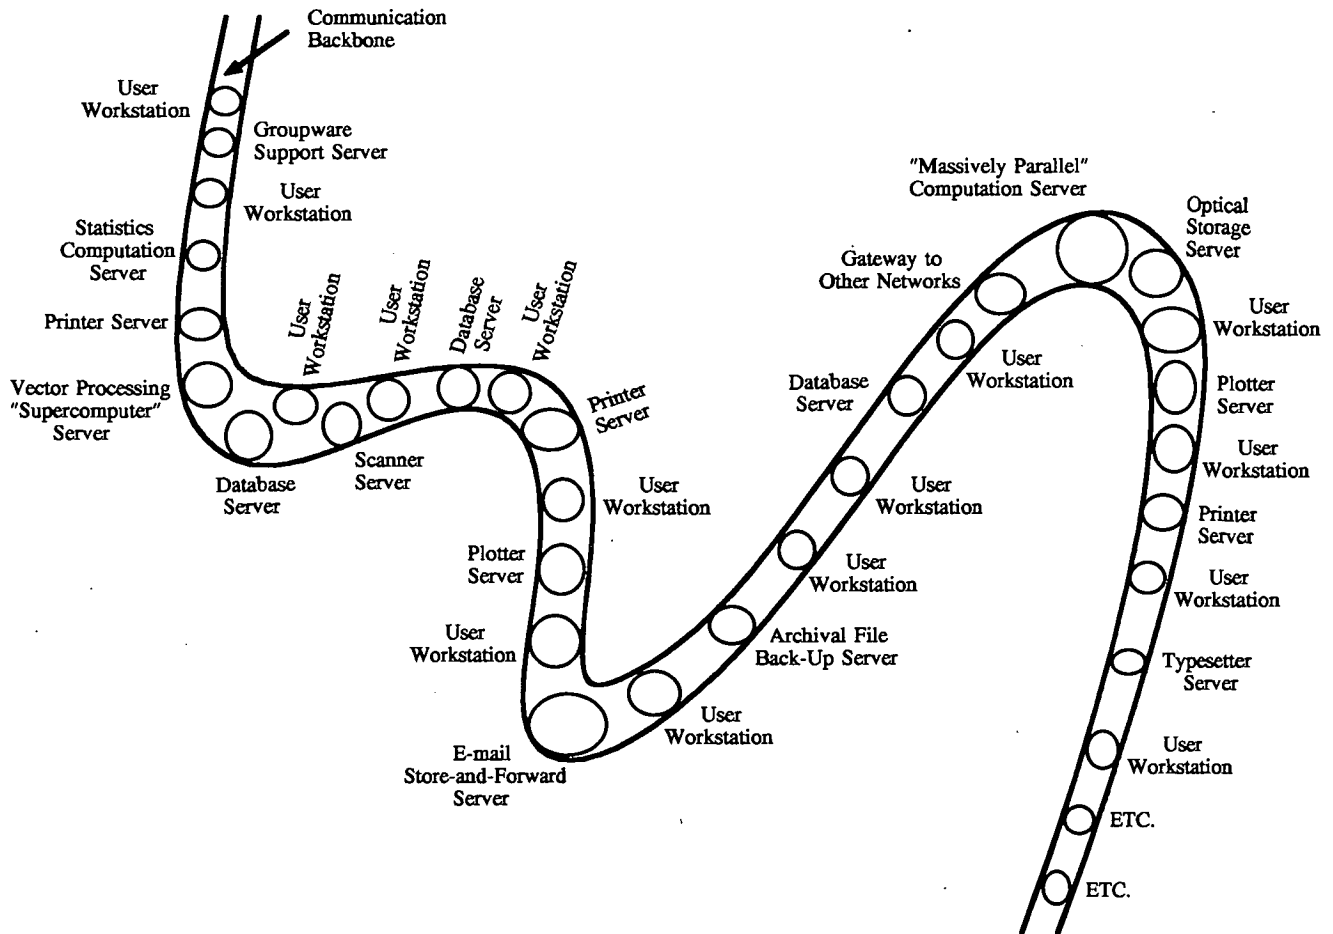 Communication
Backbone
User
Workstation
Groupware
Support Server
User
Workstation
Statistics
Computation
Server
Printer Server
Vector Processing
"Supercomputer"
Server
Database
Server
User
Workstation
Scanner
Server
User
Workstation
Database
Server
User
Workstation
Printer
Server
User
Workstation
Plotter
Server
User
Workstation
E-mail
Store-and-Forward
Server
User
Workstation
Archival File
Back-Up Server
User
Workstation
User
Workstation
Database
Server
User
Workstation
Gateway to
Other Networks
"Massively Parallel"
Computation Server
Optical
Storage
Server
User
Workstation
Plotter
Server
User
Workstation
Printer
Server
User
Workstation
Typesetter
Server
User
Workstation
ETC.
ETC.